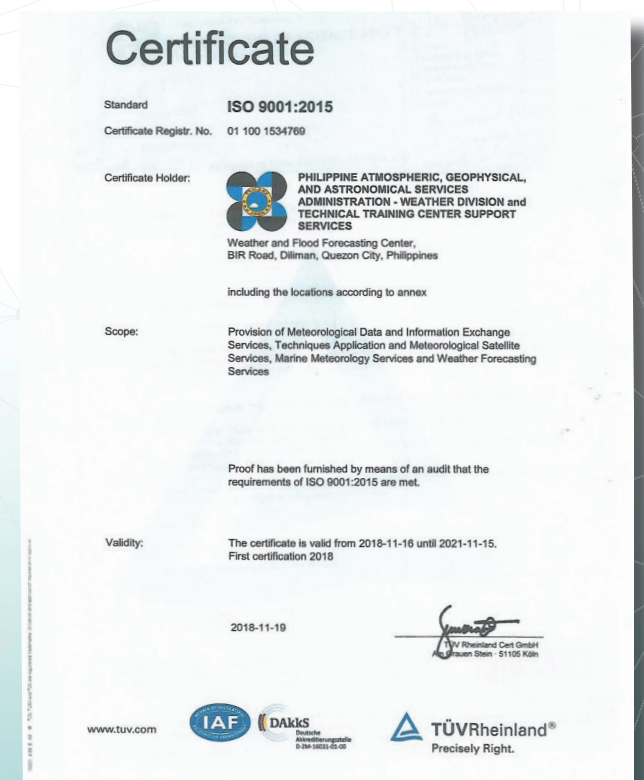 Certificate
Standard ISO 9001:2015
Certificate Registr. No. 01 100 1534769
Certificate Holder: PHILIPPINE ATMOSPHERIC, GEOPHYSICAL,
AND ASTRONOMICAL SERVICES
ADMINISTRATION - WEATHER DIVISION and
TECHNICAL TRAINING CENTER SUPPORT
SERVICES
Weather and Flood Forecasting Center,
BIR Road, Diliman, Quezon City, Philippines
including the locations according to annex
Scope: Provision of Meteorological Data and Information Exchange
Services, Techniques Application and Meteorological Satellite
Services, Marine Meteorology Services and Weather Forecasting
Services
Proof has been furnished by means of an audit that the
requirements of ISO 9001:2015 are met.
Validity: The certificate is valid from 2018-11-16 until 2021-11-15.
First certification 2018
2018-11-19
TÜV Rheinland Cert GmbH
Am Grauen Stein · 51105 Köln
www.tuv.com
IAF
DAkkS
Deutsche
Akkreditierungsstelle
D-ZM-16031-01-00
TÜVRheinland®
Precisely Right.